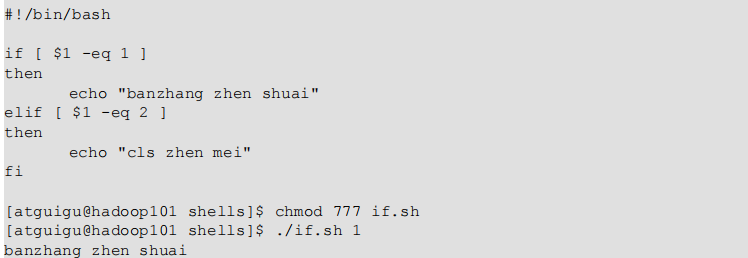 #!/bin/bash
if [ $1 -eq 1 ]
then
echo "banzhang zhen shuai"
elif [ $1 -eq 2 ]
then
echo "cls zhen mei"
fi
[atguigu@hadoop101 shells]$ chmod 777 if.sh
[atguigu@hadoop101 shells]$ ./if.sh 1
banzhang zhen shuai